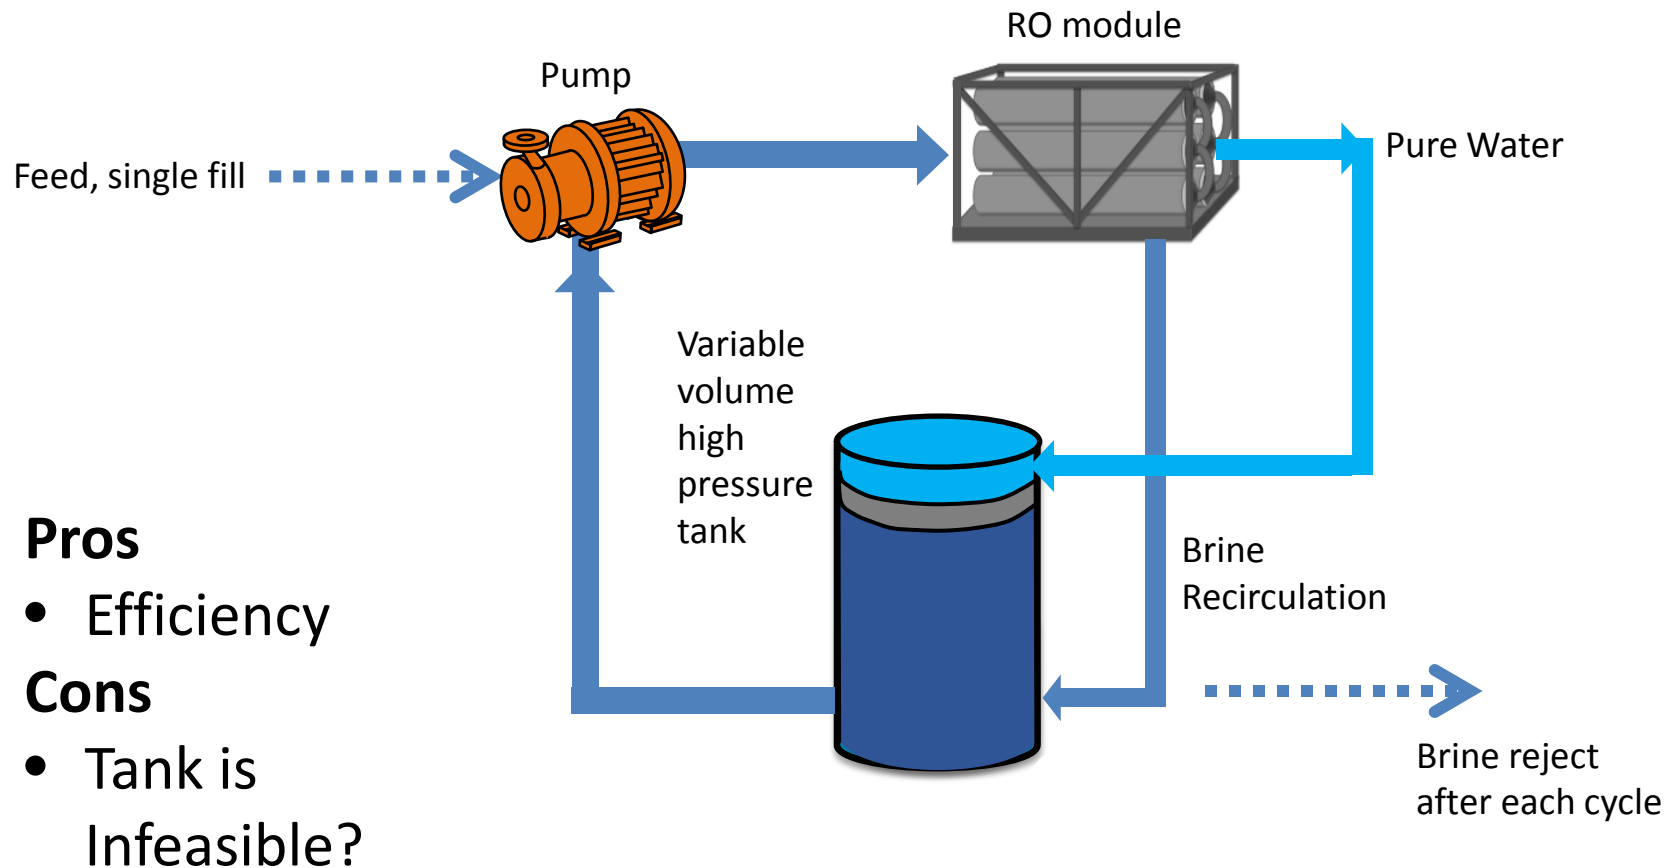 RO module
Pump
Feed, single fill
Pure Water
Variable
volume
high
pressure
tank
Brine
Recirculation
Pros
• Efficiency
Cons
• Tank is
Infeasible?
Brine reject
after each cycle